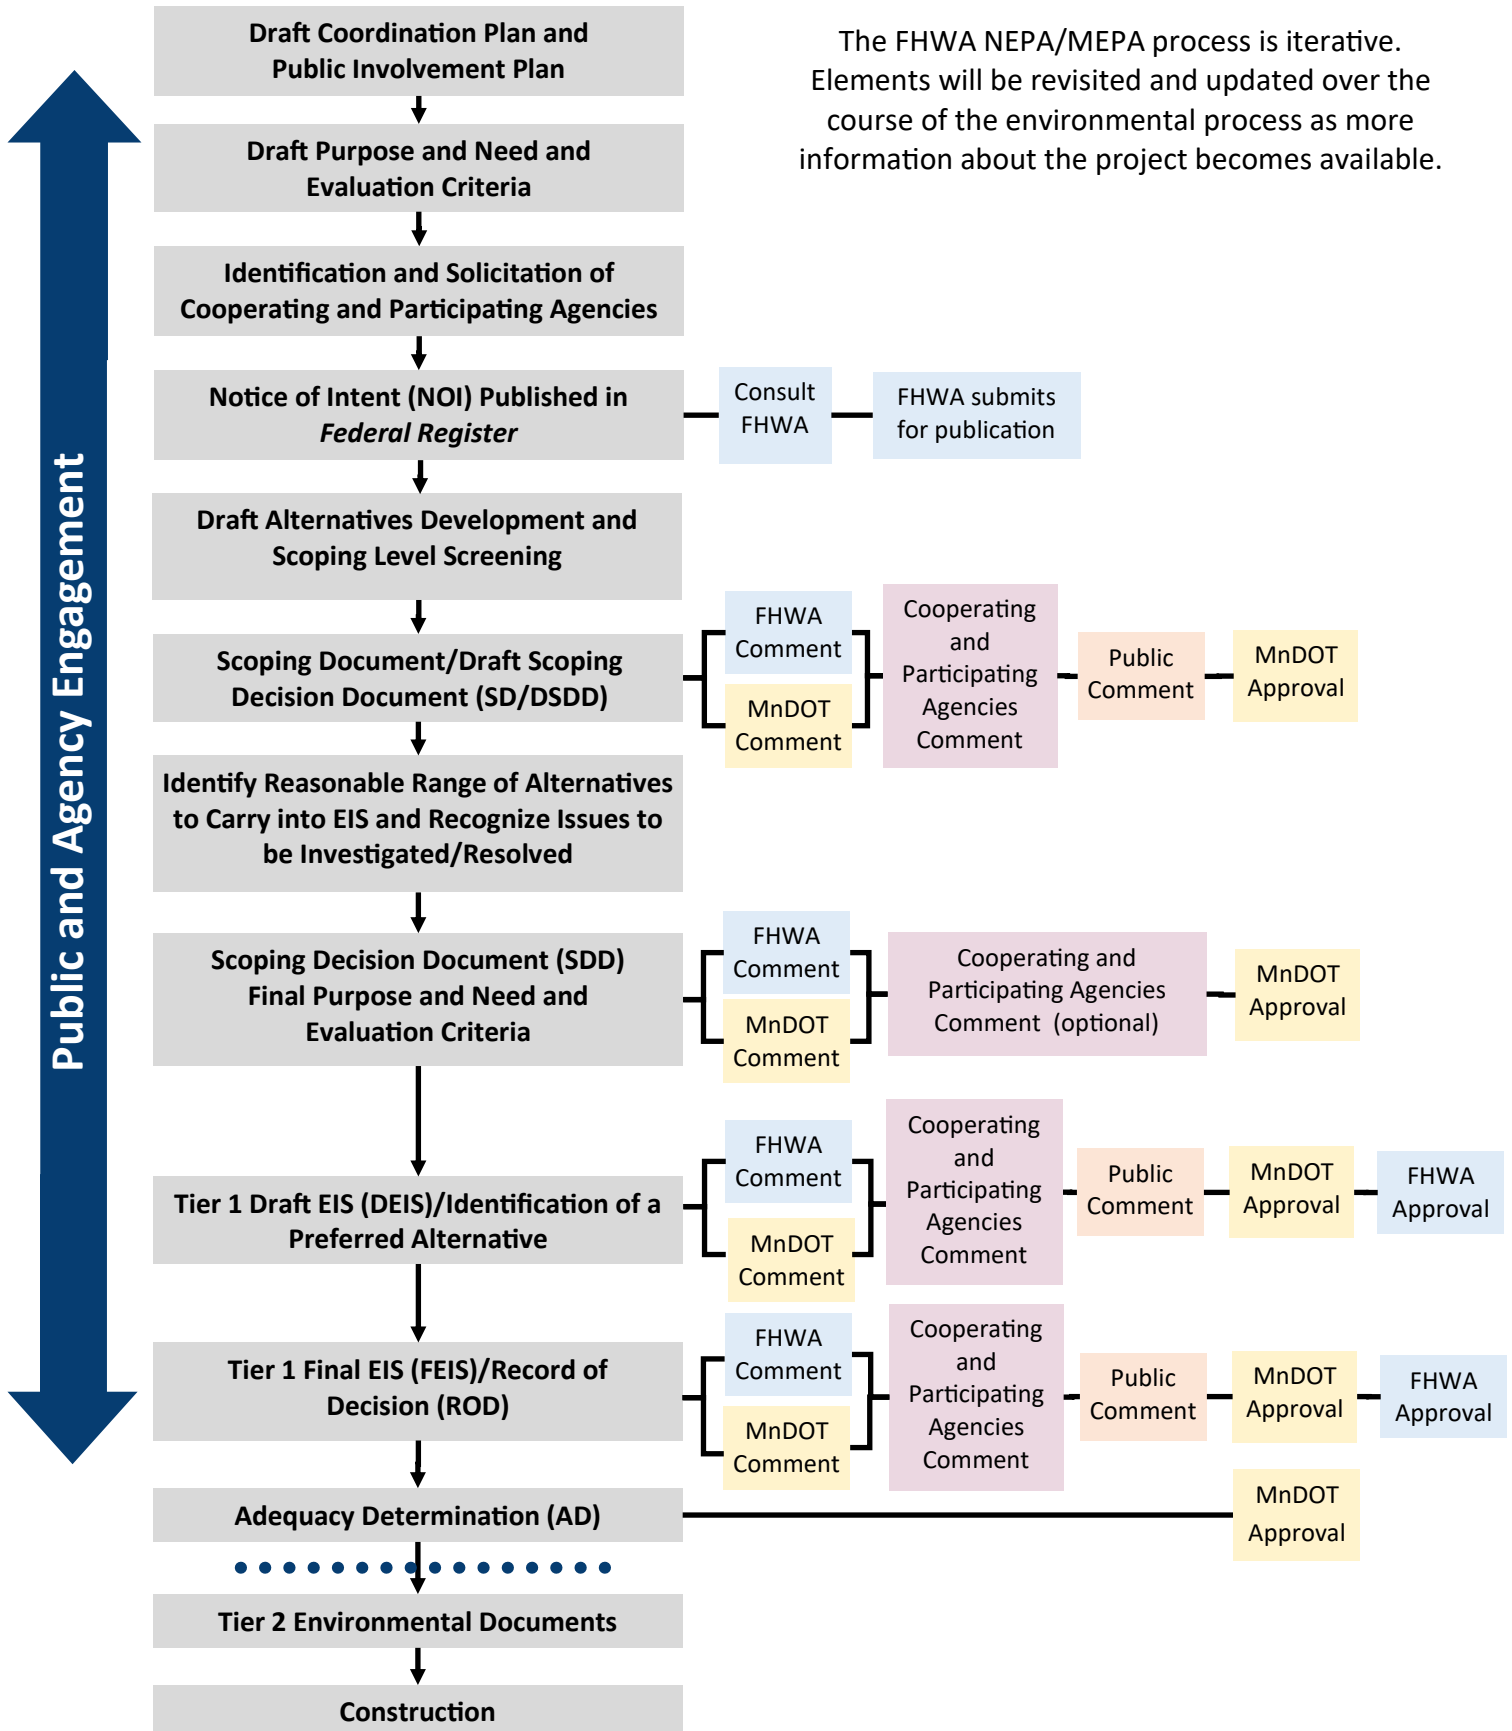 Draft Coordination Plan and
Public Involvement Plan
The FHWA NEPA/MEPA process is iterative.
Elements will be revisited and updated over the
course of the environmental process as more
information about the project becomes available.
Public and Agency Engagement
Draft Purpose and Need and
Evaluation Criteria
Identification and Solicitation of
Cooperating and Participating Agencies
Notice of Intent (NOI) Published in
Federal Register
Consult
FHWA
FHWA submits
for publication
Draft Alternatives Development and
Scoping Level Screening
Scoping Document/Draft Scoping
Decision Document (SD/DSDD)
FHWA
Comment
MnDOT
Comment
Cooperating
and
Participating
Agencies
Comment
Public
Comment
MnDOT
Approval
Identify Reasonable Range of Alternatives
to Carry into EIS and Recognize Issues to
be Investigated/Resolved
Scoping Decision Document (SDD)
Final Purpose and Need and
Evaluation Criteria
FHWA
Comment
MnDOT
Comment
Cooperating and
Participating Agencies
Comment (optional)
MnDOT
Approval
Tier 1 Draft EIS (DEIS)/Identification of a
Preferred Alternative
FHWA
Comment
MnDOT
Comment
Cooperating
and
Participating
Agencies
Comment
Public
Comment
MnDOT
Approval
FHWA
Approval
Tier 1 Final EIS (FEIS)/Record of
Decision (ROD)
FHWA
Comment
MnDOT
Comment
Cooperating
and
Participating
Agencies
Comment
Public
Comment
MnDOT
Approval
FHWA
Approval
Adequacy Determination (AD)
MnDOT
Approval
Tier 2 Environmental Documents
Construction